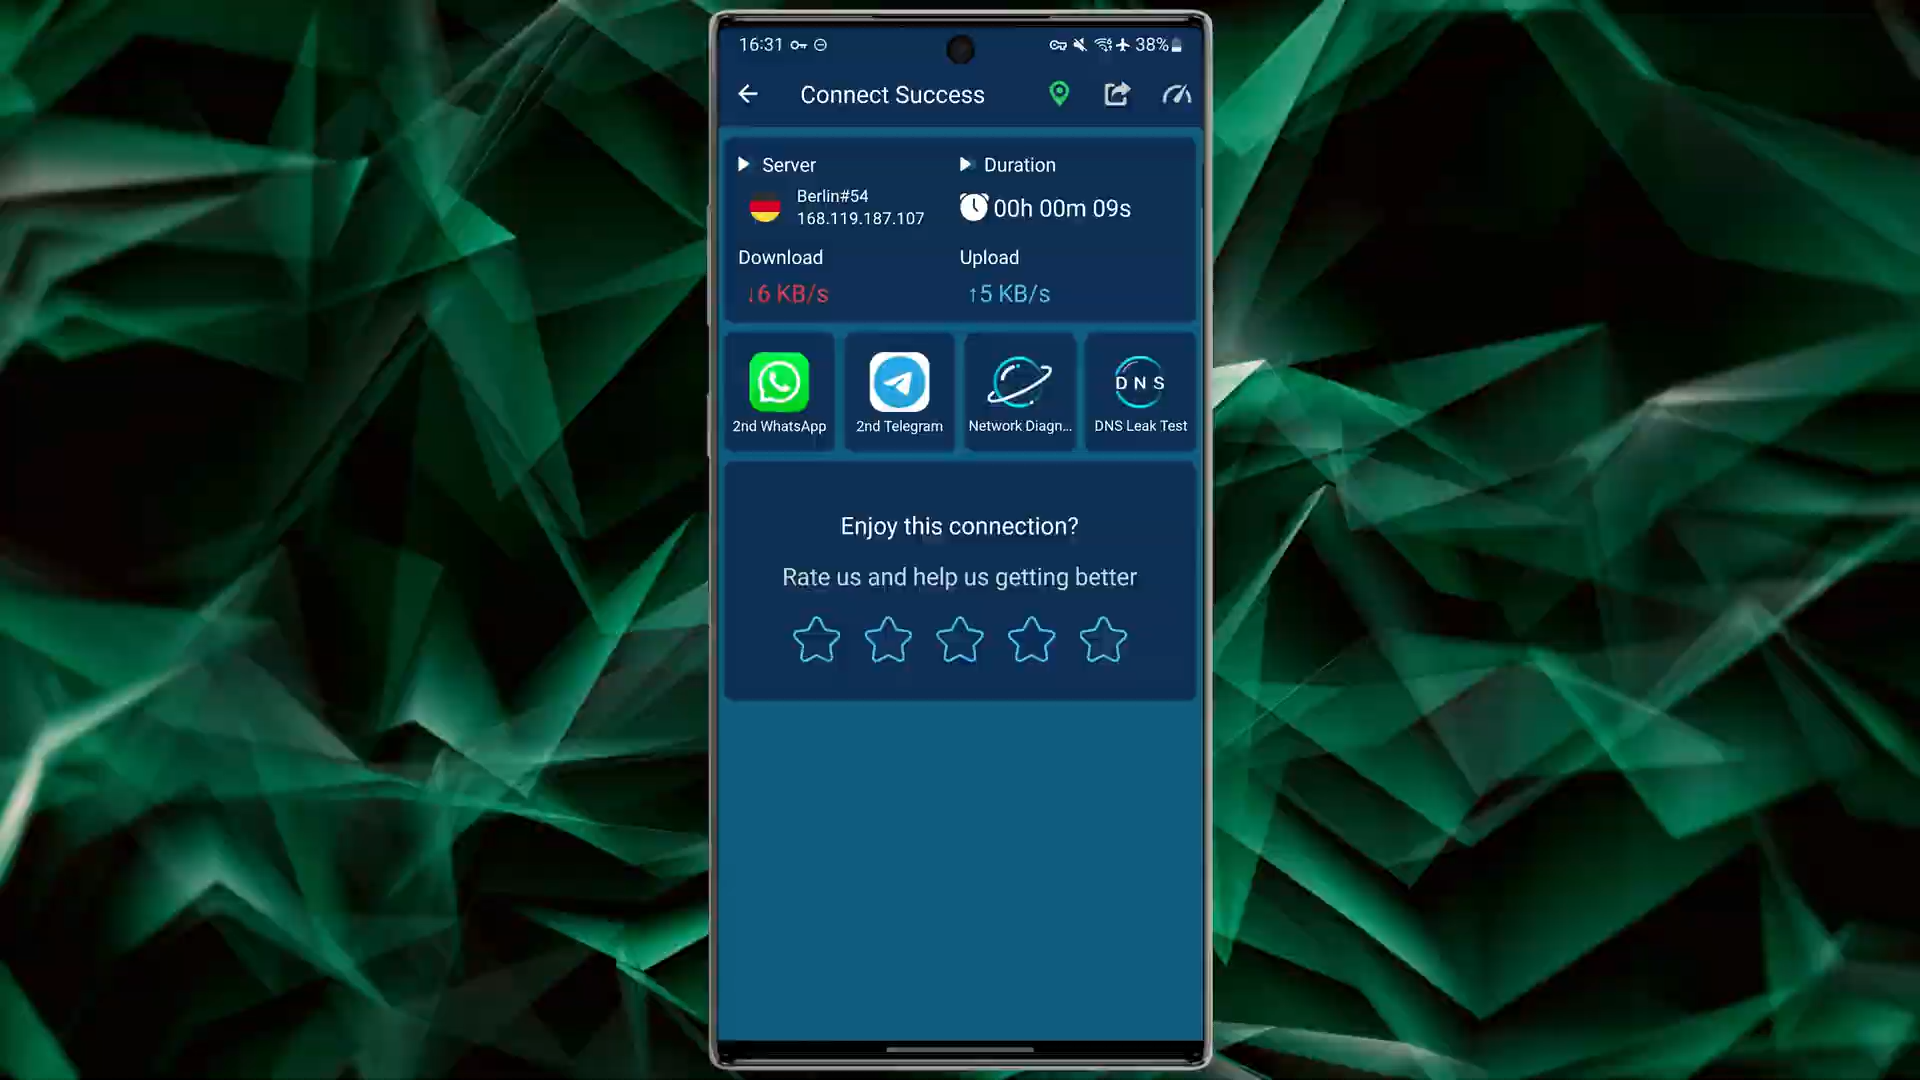 16:31
38%
Connect Success
Server
Duration
Berlin#54
168.119.187.107
00h 00m 09s
Download
Upload
↓6 KB/s
↑5 KB/s
DNS
2nd WhatsApp
2nd Telegram
Network Diagn...
DNS Leak Test
Enjoy this connection?
Rate us and help us getting better